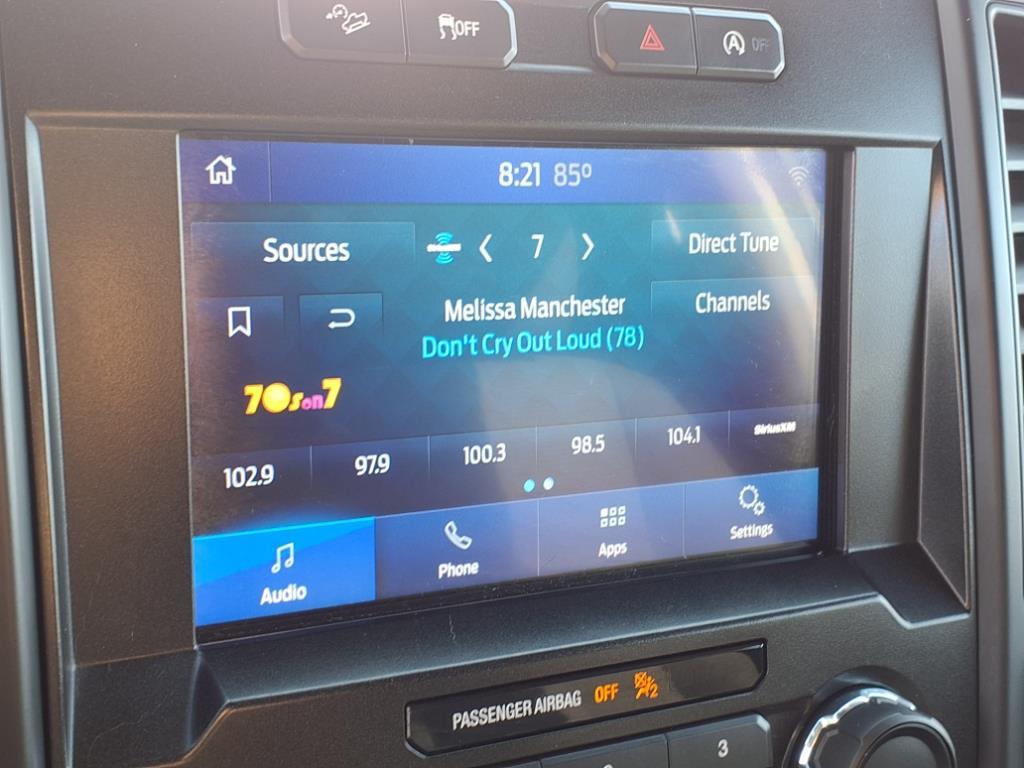 OFF
A OFF
8:21 85°
Sources
< 7 >
Direct Tune
Melissa Manchester
Channels
Don't Cry Out Loud (78)
70s on 7
102.9
97.9
100.3
98.5
104.1
SiriusXM
Audio
Phone
Apps
Settings
PASSENGER AIRBAG OFF 2
3